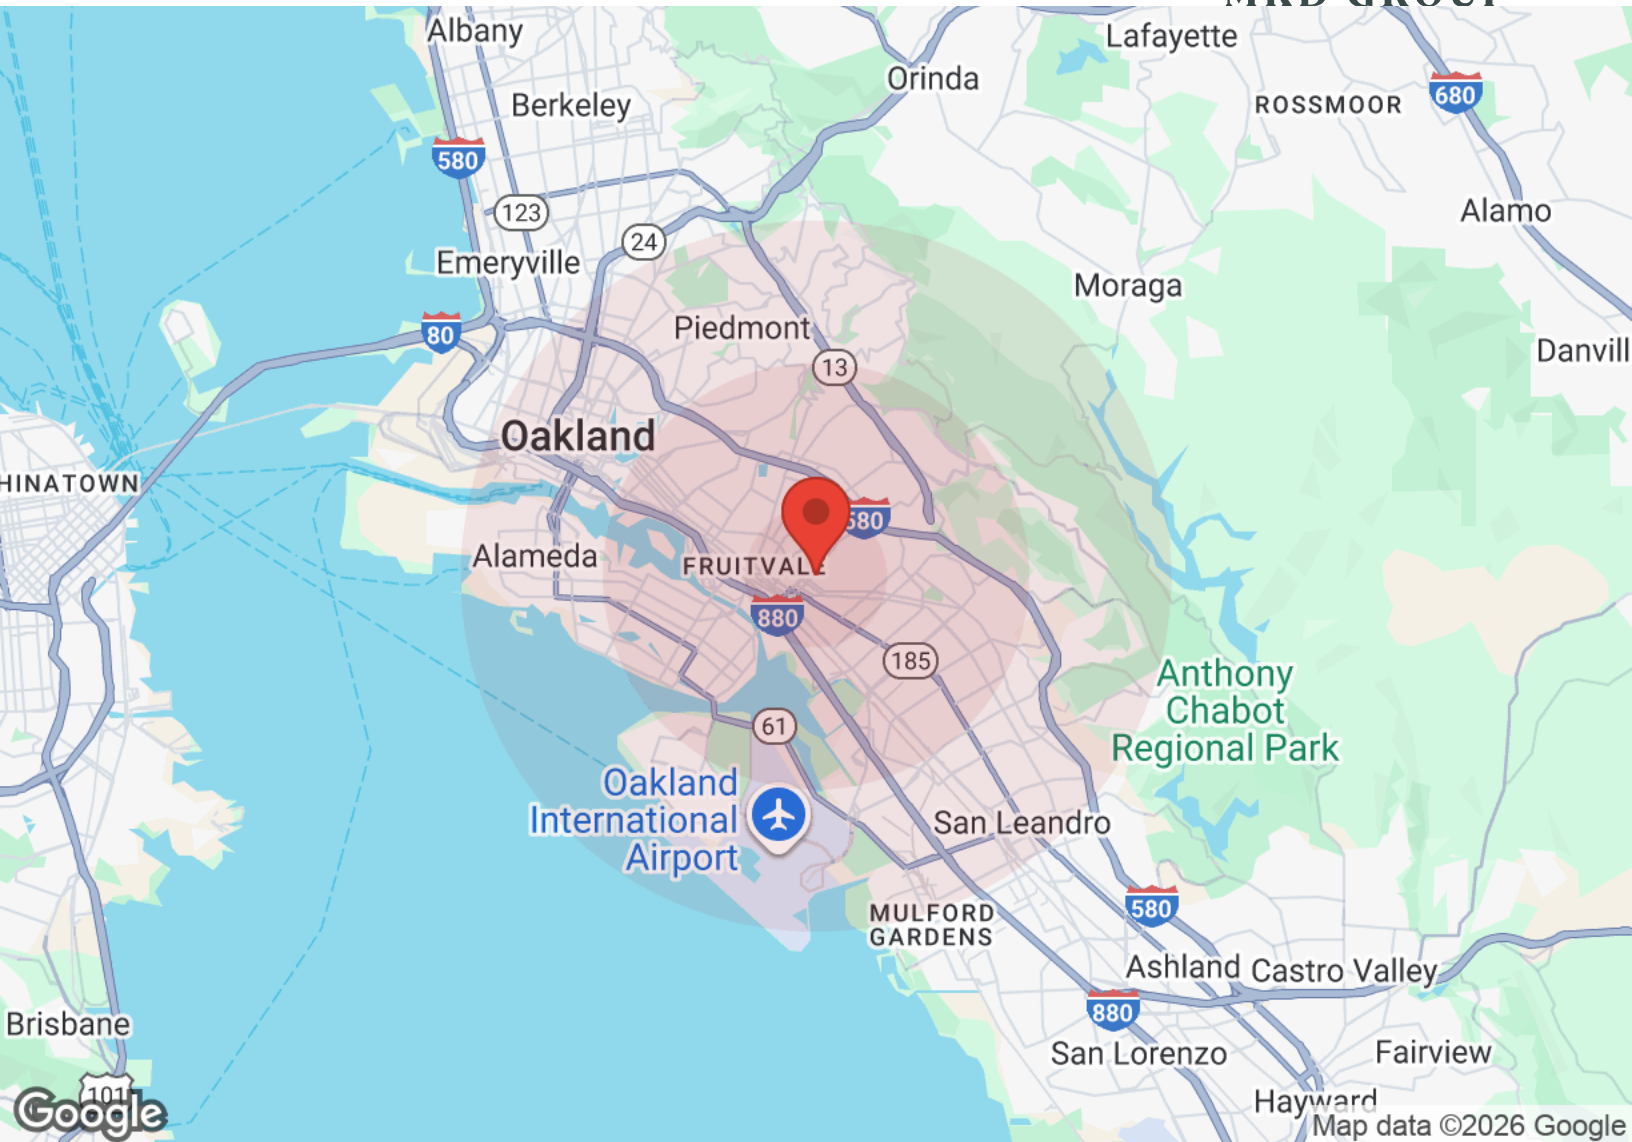 MRD GROUP
Albany
Lafayette
Orinda
680
Berkeley
ROSSMOOR
580
123
Alamo
24
Emeryville
Moraga
80
Piedmont
Danvill
13
Oakland
HINATOWN
580
Alameda
FRUITVALE
880
185
Anthony
Chabot
Regional Park
61
Oakland
International
Airport
San Leandro
580
MULFORD
GARDENS
Ashland
Castro Valley
880
Brisbane
San Lorenzo
Fairview
101
Hayward
Google
Map data ©2026 Google